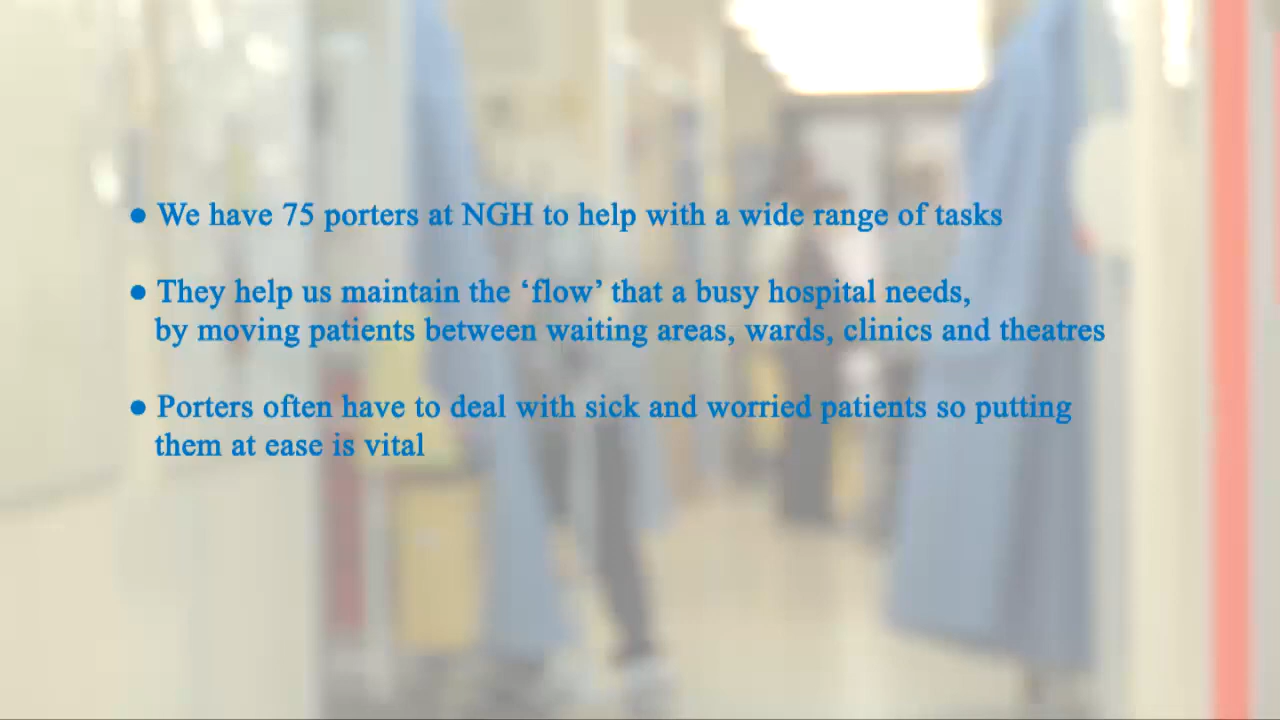 ● We have 75 porters at NGH to help with a wide range of tasks
● They help us maintain the ‘flow’ that a busy hospital needs,
by moving patients between waiting areas, wards, clinics and theatres
● Porters often have to deal with sick and worried patients so putting
them at ease is vital